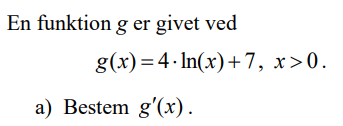 En funktion g er givet ved
g(x) = 4 · ln(x) + 7, x > 0.
a) Bestem g′(x).